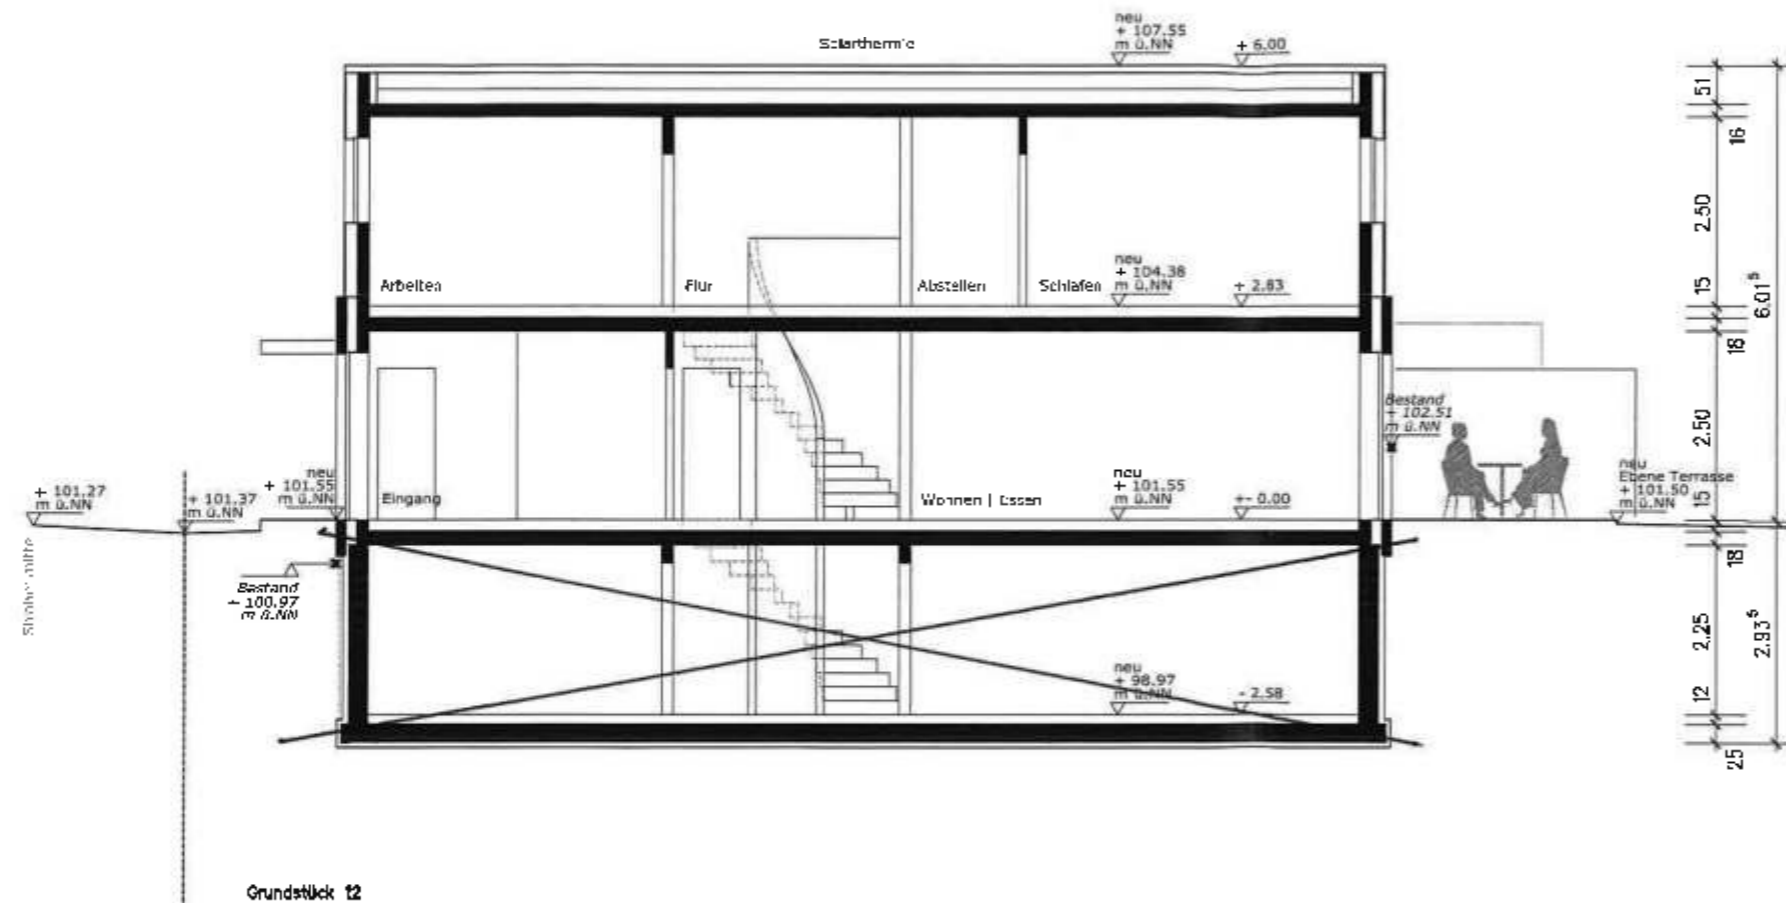 neu
+ 107.55
m ü.NN
+ 6.00
51
16
2.50
Arbeiten
Flur
Abstellen
Schlafen
neu
+ 104.38
m ü.NN
+ 2.83
15
6.01⁵
18
Bestand
+ 102.51
m ü.NN
2.50
+ 101.27
m ü.NN
+ 101.37
m ü.NN
neu
+ 101.55
m ü.NN
Eingang
Wohnen | Essen
neu
+ 101.55
m ü.NN
+- 0.00
neu
Ebene Terrasse
+ 101.50
m ü.NN
15
18
Bestand
+ 100.97
m ü.NN
2.25
2.93⁵
neu
+ 98.97
m ü.NN
- 2.58
12
25
Grundstück 12